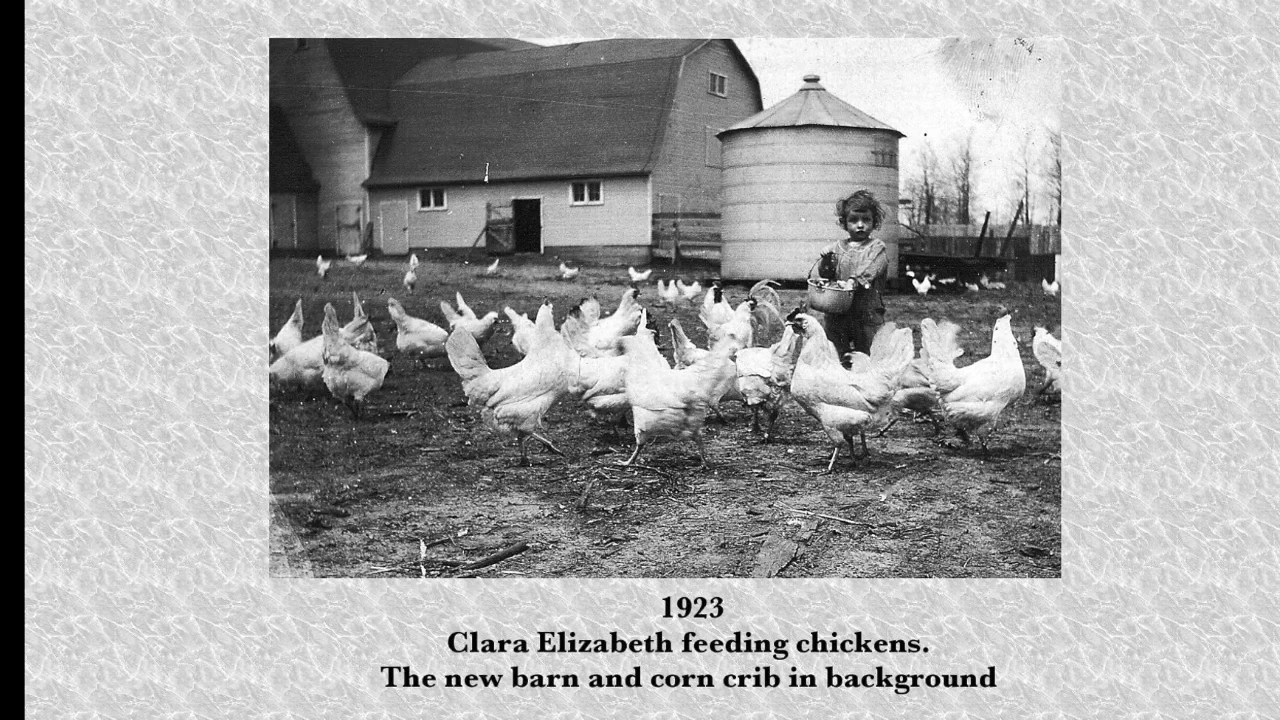 1923
Clara Elizabeth feeding chickens.
The new barn and corn crib in background